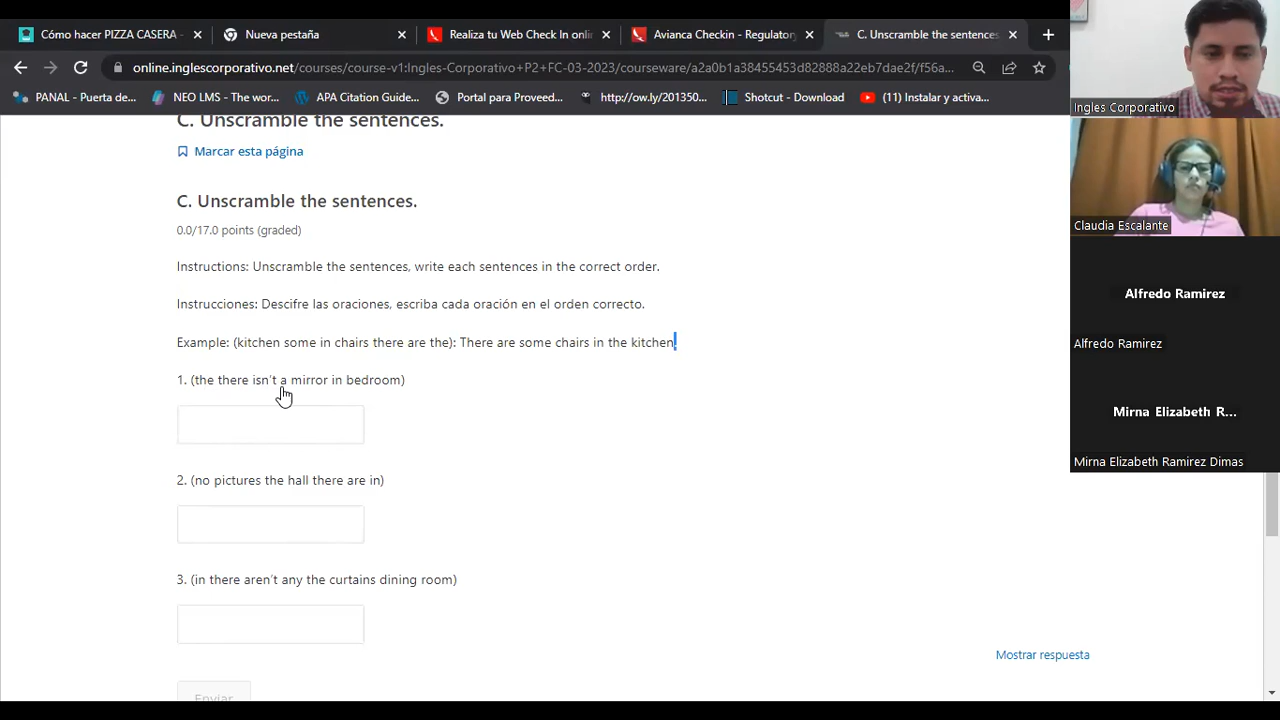 Cómo hacer PIZZA CASERA -
Nueva pestaña
Realiza tu Web Check In onlin
Avianca Checkin - Regulatory
C. Unscramble the sentences.
online.inglescorporativo.net/courses/course-v1:Ingles-Corporativo+P2+FC-03-2023/courseware/a2a0b1a38455453d82888a22eb7dae2f/f56a...
PANAL - Puerta de...
NEO LMS - The wor...
APA Citation Guide...
Portal para Proveed...
http://ow.ly/201350...
Shotcut - Download
(11) Instalar y activa...
C. Unscramble the sentences.
Marcar esta página
C. Unscramble the sentences.
0.0/17.0 points (graded)
Instructions: Unscramble the sentences, write each sentences in the correct order.
Instrucciones: Descifre las oraciones, escriba cada oración en el orden correcto.
Example: (kitchen some in chairs there are the): There are some chairs in the kitchen.
1. (the there isn't a mirror in bedroom)
2. (no pictures the hall there are in)
3. (in there aren't any the curtains dining room)
Mostrar respuesta
Enviar
Ingles Corporativo
Claudia Escalante
Alfredo Ramirez
Alfredo Ramirez
Mirna Elizabeth R...
Mirna Elizabeth Ramirez Dimas